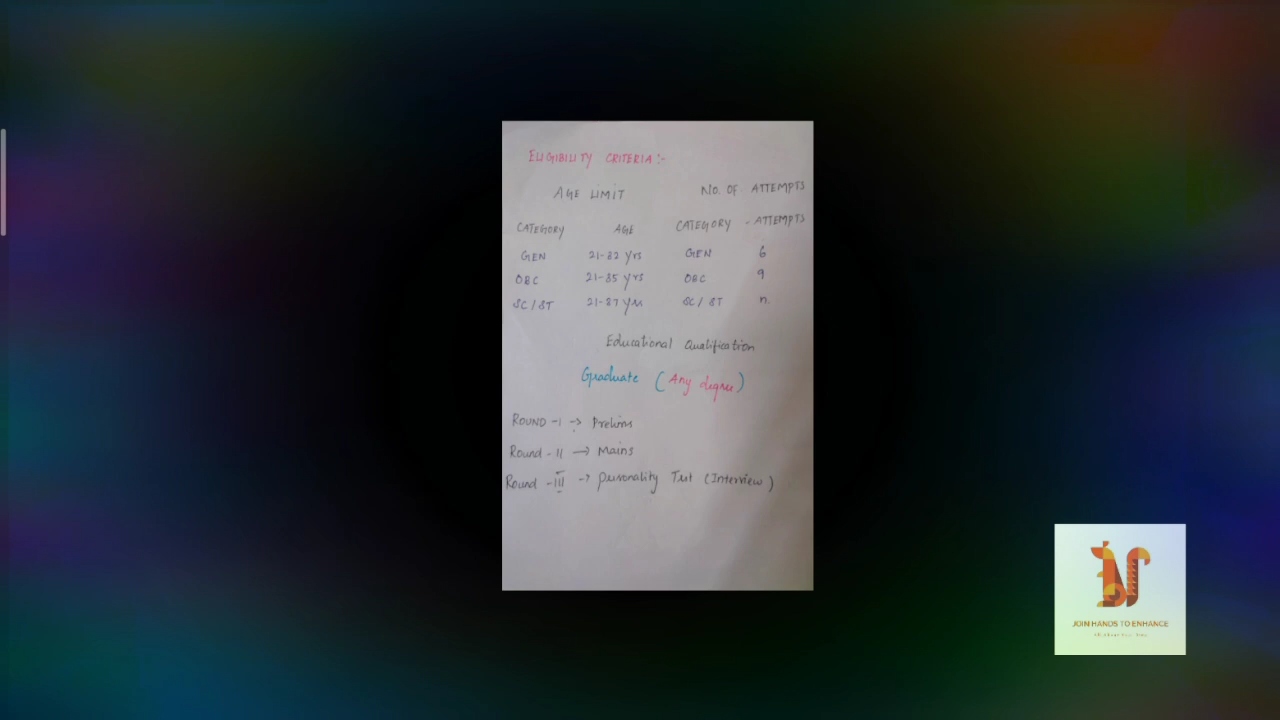 ELIGIBILITY CRITERIA :-
AGE LIMIT NO. OF ATTEMPTS
CATEGORY AGE CATEGORY - ATTEMPTS
GEN 21-32 yrs GEN 6
OBC 21-35 yrs OBC 9
SC/ST 21-37 yrs SC/ST n.
Educational Qualification
Graduate (Any degree)
ROUND -I -> Prelims
Round - II -> Mains
Round -III -> Personality Test (Interview)
JOIN HANDS TO ENHANCE